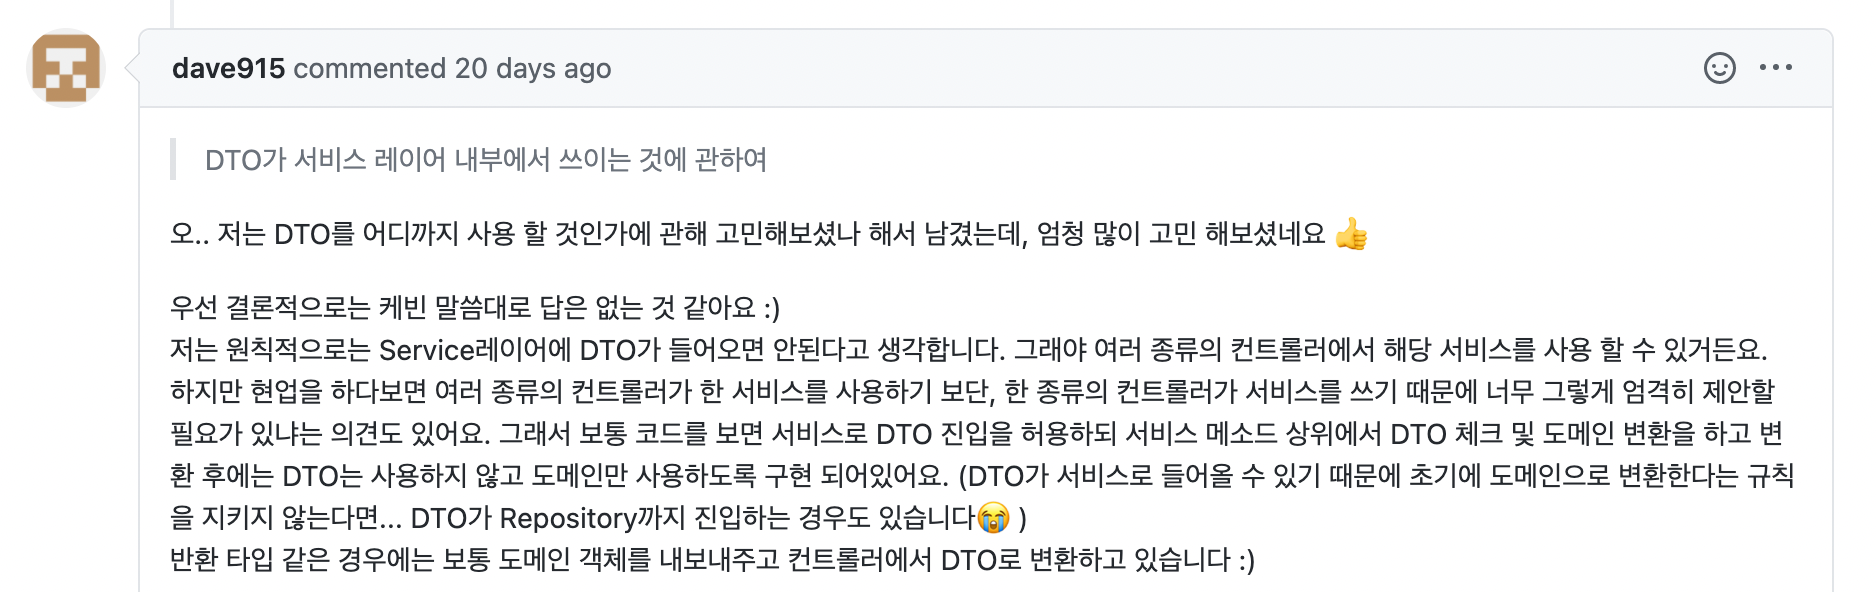 dave915 commented 20 days ago
DTO가 서비스 레이어 내부에서 쓰이는 것에 관하여
오.. 저는 DTO를 어디까지 사용 할 것인가에 관해 고민해보셨나 해서 남겼는데, 엄청 많이 고민 해보셨네요 👍
우선 결론적으로는 케빈 말씀대로 답은 없는 것 같아요 :)
저는 원칙적으로는 Service레이어에 DTO가 들어오면 안된다고 생각합니다. 그래야 여러 종류의 컨트롤러에서 해당 서비스를 사용 할 수 있거든요.
하지만 현업을 하다보면 여러 종류의 컨트롤러가 한 서비스를 사용하기 보단, 한 종류의 컨트롤러가 서비스를 쓰기 때문에 너무 그렇게 엄격히 제안할
필요가 있냐는 의견도 있어요. 그래서 보통 코드를 보면 서비스로 DTO 진입을 허용하되 서비스 메소드 상위에서 DTO 체크 및 도메인 변환을 하고 변
환 후에는 DTO는 사용하지 않고 도메인만 사용하도록 구현 되어있어요. (DTO가 서비스로 들어올 수 있기 때문에 초기에 도메인으로 변환한다는 규칙
을 지키지 않는다면... DTO가 Repository까지 진입하는 경우도 있습니다😭 )
반환 타입 같은 경우에는 보통 도메인 객체를 내보내주고 컨트롤러에서 DTO로 변환하고 있습니다 :)